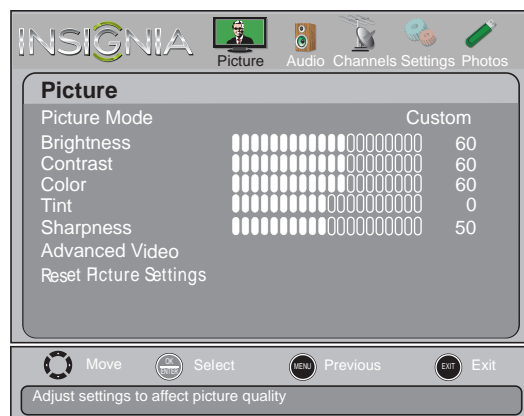 INSIGNIA
Picture Audio Channels Settings Photos
Picture
Picture Mode Custom
Brightness 60
Contrast 60
Color 60
Tint 0
Sharpness 50
Advanced Video
Reset Picture Settings
Move OK ENTER Select MENU Previous EXIT Exit
Adjust settings to affect picture quality